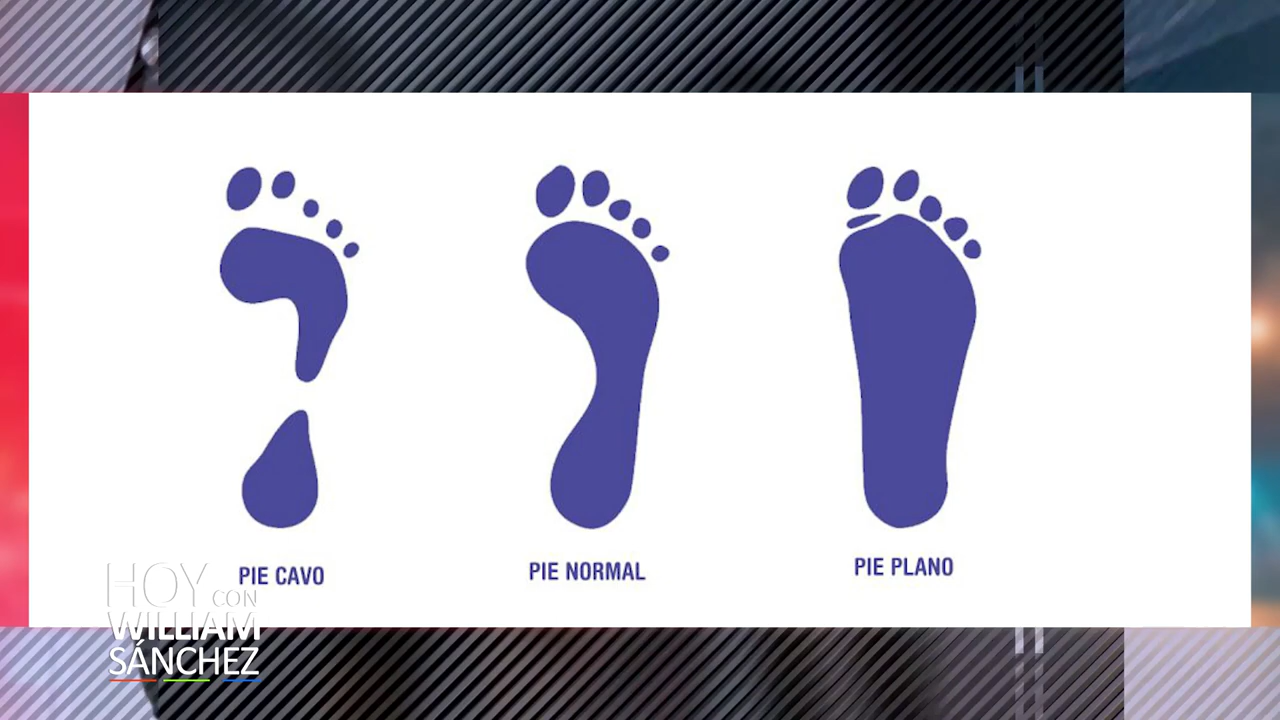 PIE CAVO
PIE NORMAL
PIE PLANO
HOY CON
WILLIAM
SÁNCHEZ